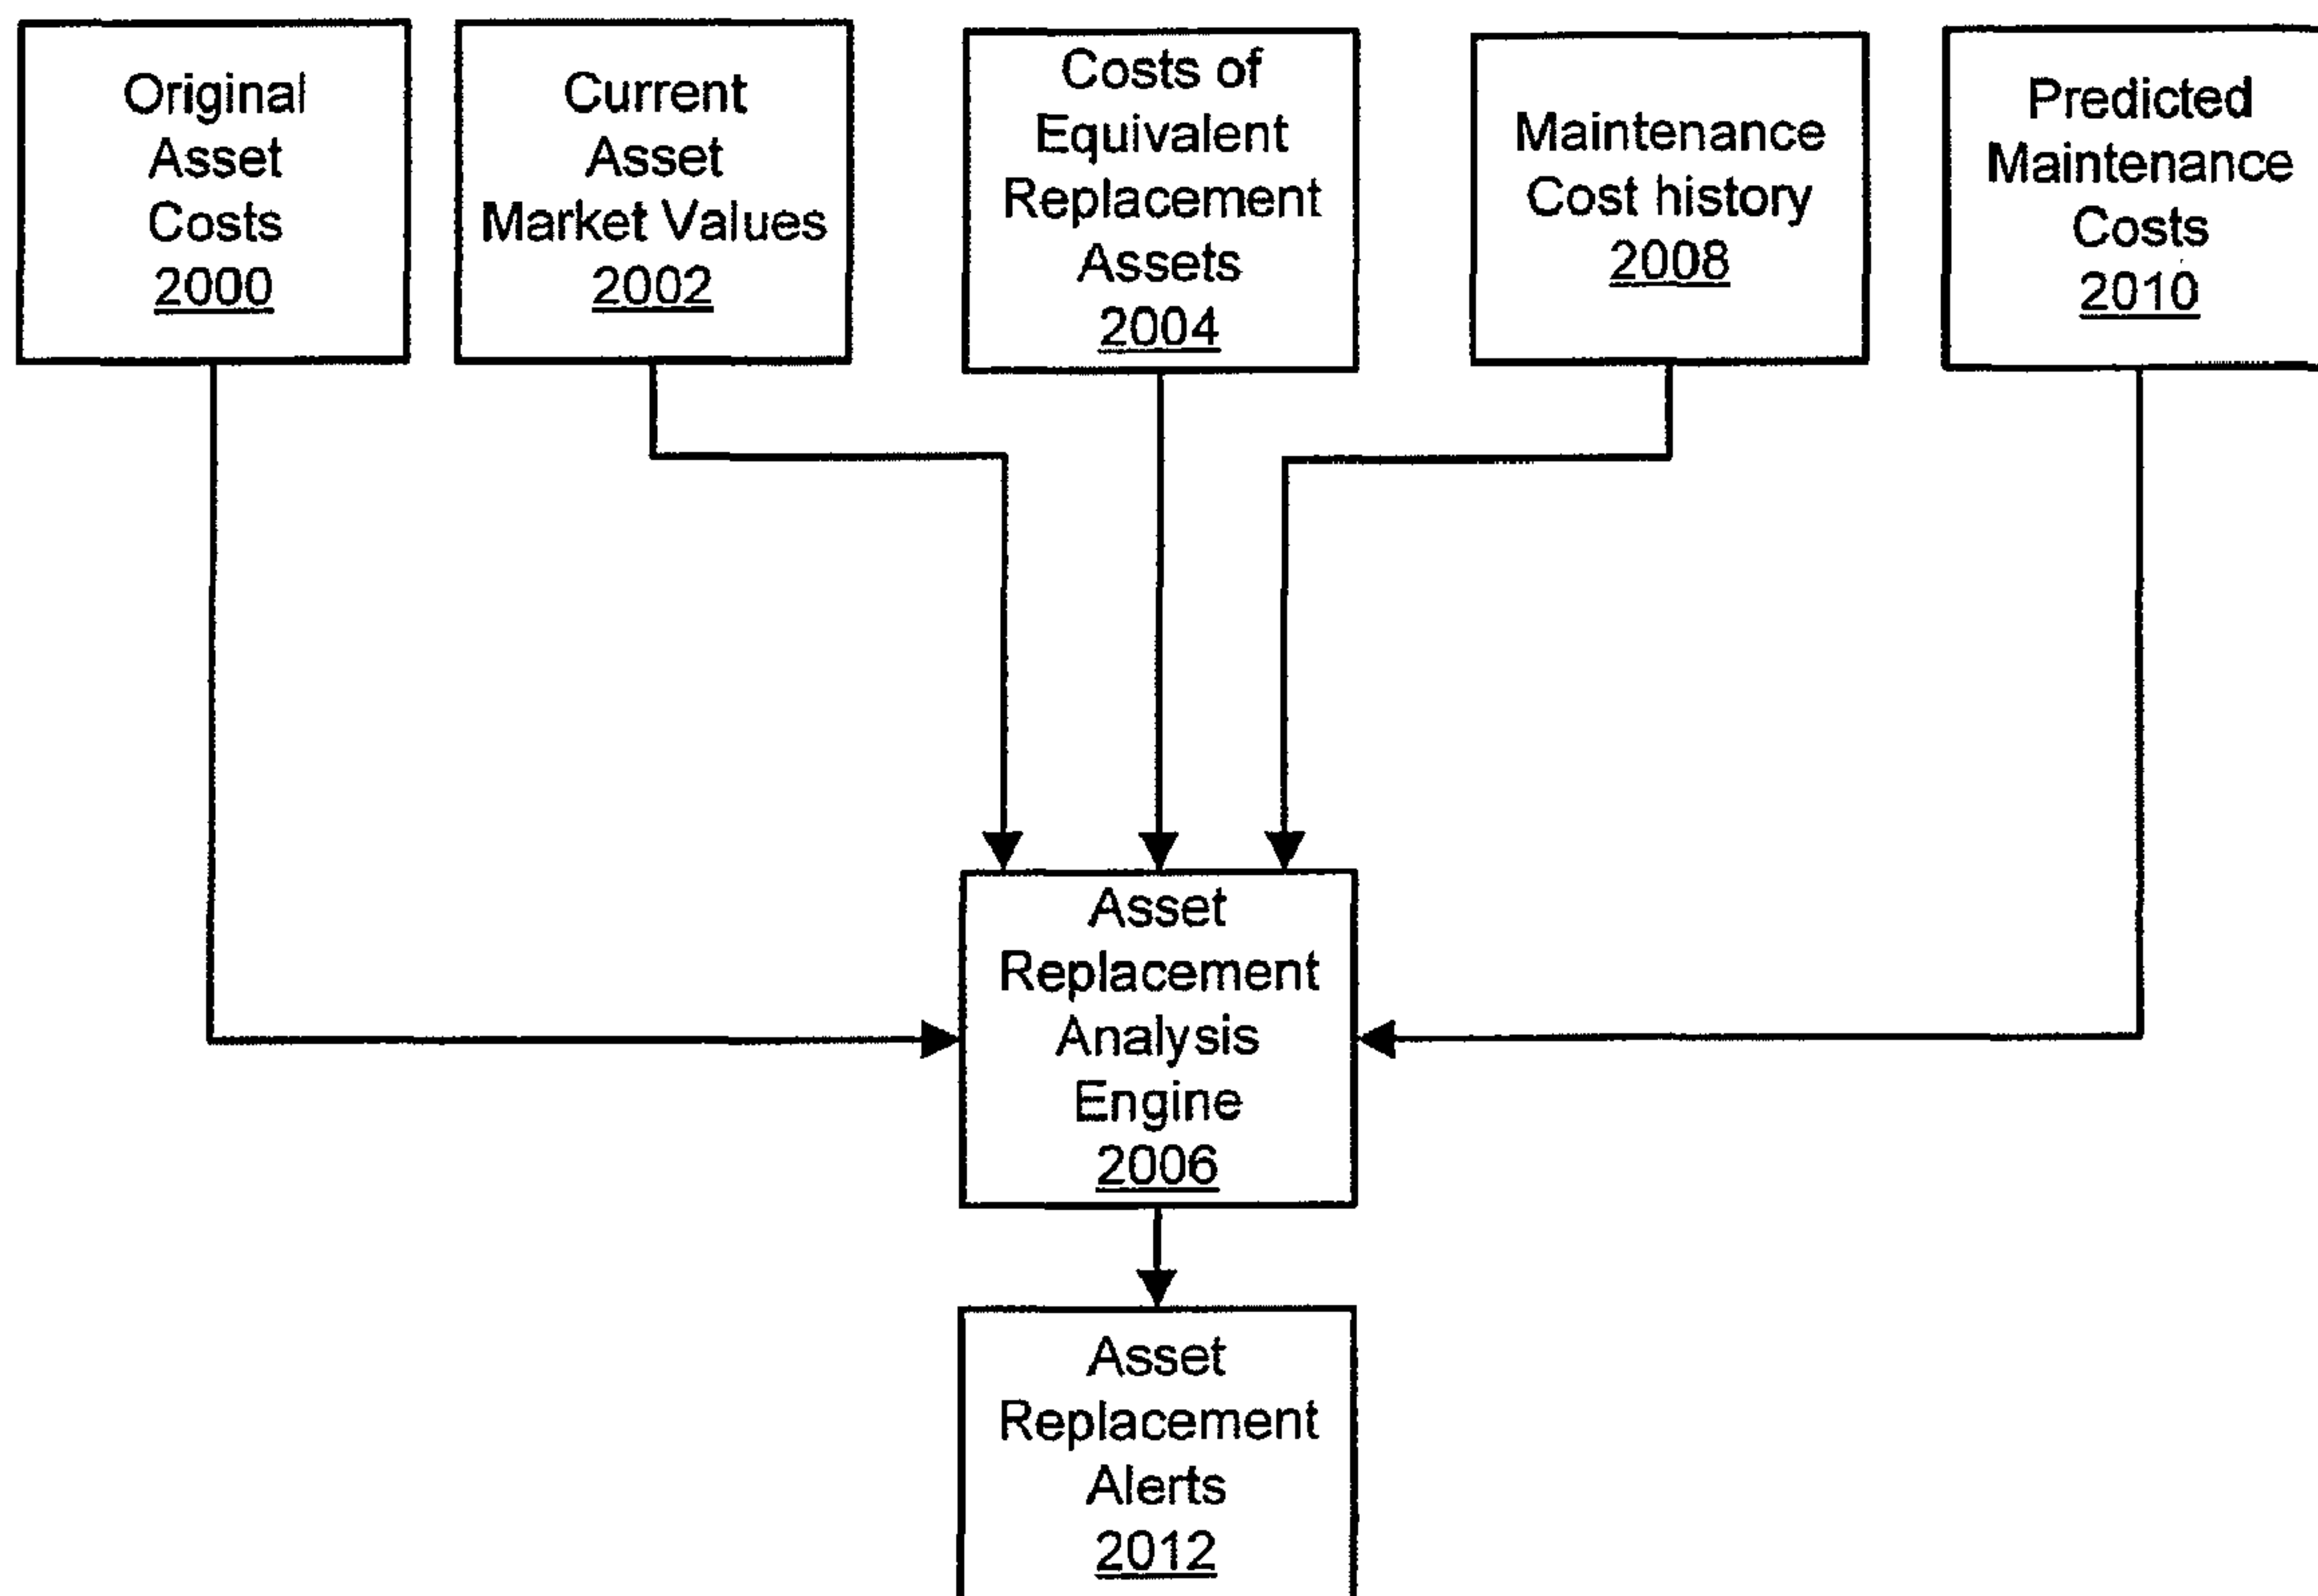 Original
Asset
Costs
2000
Current
Asset
Market Values
2002
Costs of
Equivalent
Replacement
Assets
2004
Maintenance
Cost history
2008
Predicted
Maintenance
Costs
2010
Asset
Replacement
Analysis
Engine
2006
Asset
Replacement
Alerts
2012